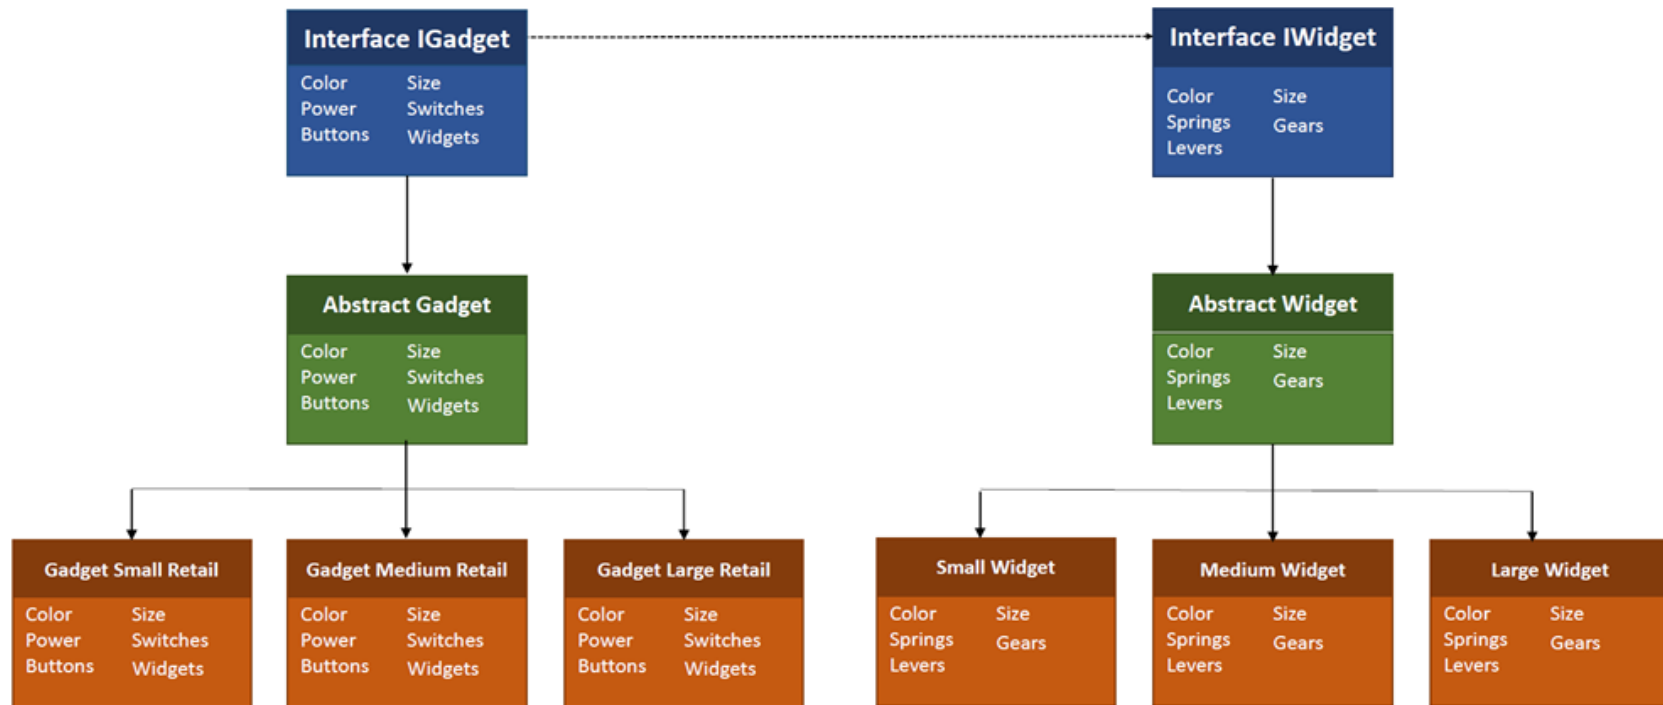 Interface IGadget
Color Size
Power Switches
Buttons Widgets
Interface IWidget
Color Size
Springs Gears
Levers
Abstract Gadget
Color Size
Power Switches
Buttons Widgets
Abstract Widget
Color Size
Springs Gears
Levers
Gadget Small Retail
Color Size
Power Switches
Buttons Widgets
Gadget Medium Retail
Color Size
Power Switches
Buttons Widgets
Gadget Large Retail
Color Size
Power Switches
Buttons Widgets
Small Widget
Color Size
Springs Gears
Levers
Medium Widget
Color Size
Springs Gears
Levers
Large Widget
Color Size
Springs Gears
Levers